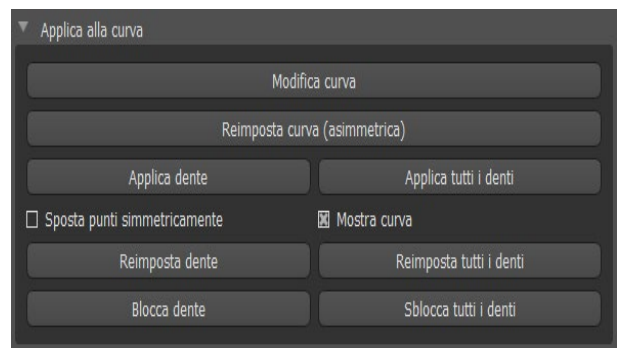 Applica alla curva
Modifica curva
Reimposta curva (asimmetrica)
Applica dente Applica tutti i denti
Sposta punti simmetricamente Mostra curva
Reimposta dente Reimposta tutti i denti
Blocca dente Sblocca tutti i denti